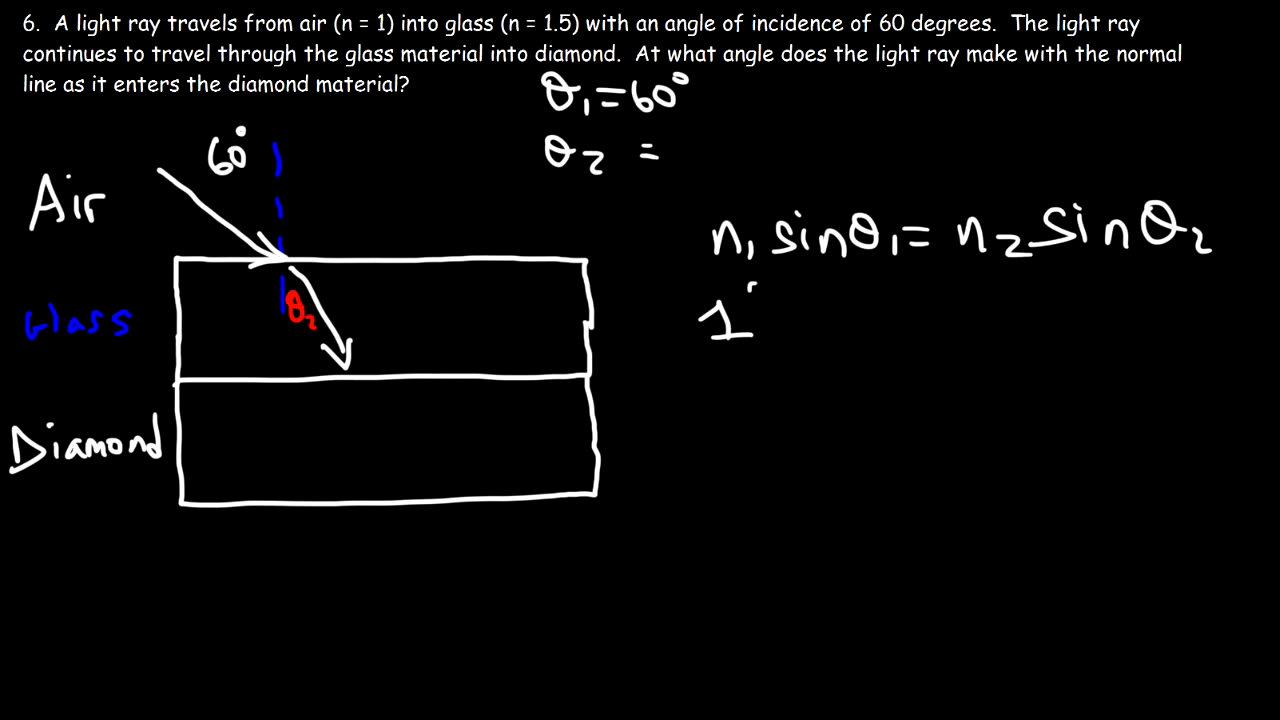 6. A light ray travels from air (n = 1) into glass (n = 1.5) with an angle of incidence of 60 degrees. The light ray
continues to travel through the glass material into diamond. At what angle does the light ray make with the normal
line as it enters the diamond material?
θ₁ = 60°
θ₂ =
60°
Air
n₁ sinθ₁ = n₂ sinθ₂
1
θ₂
Glass
Diamond